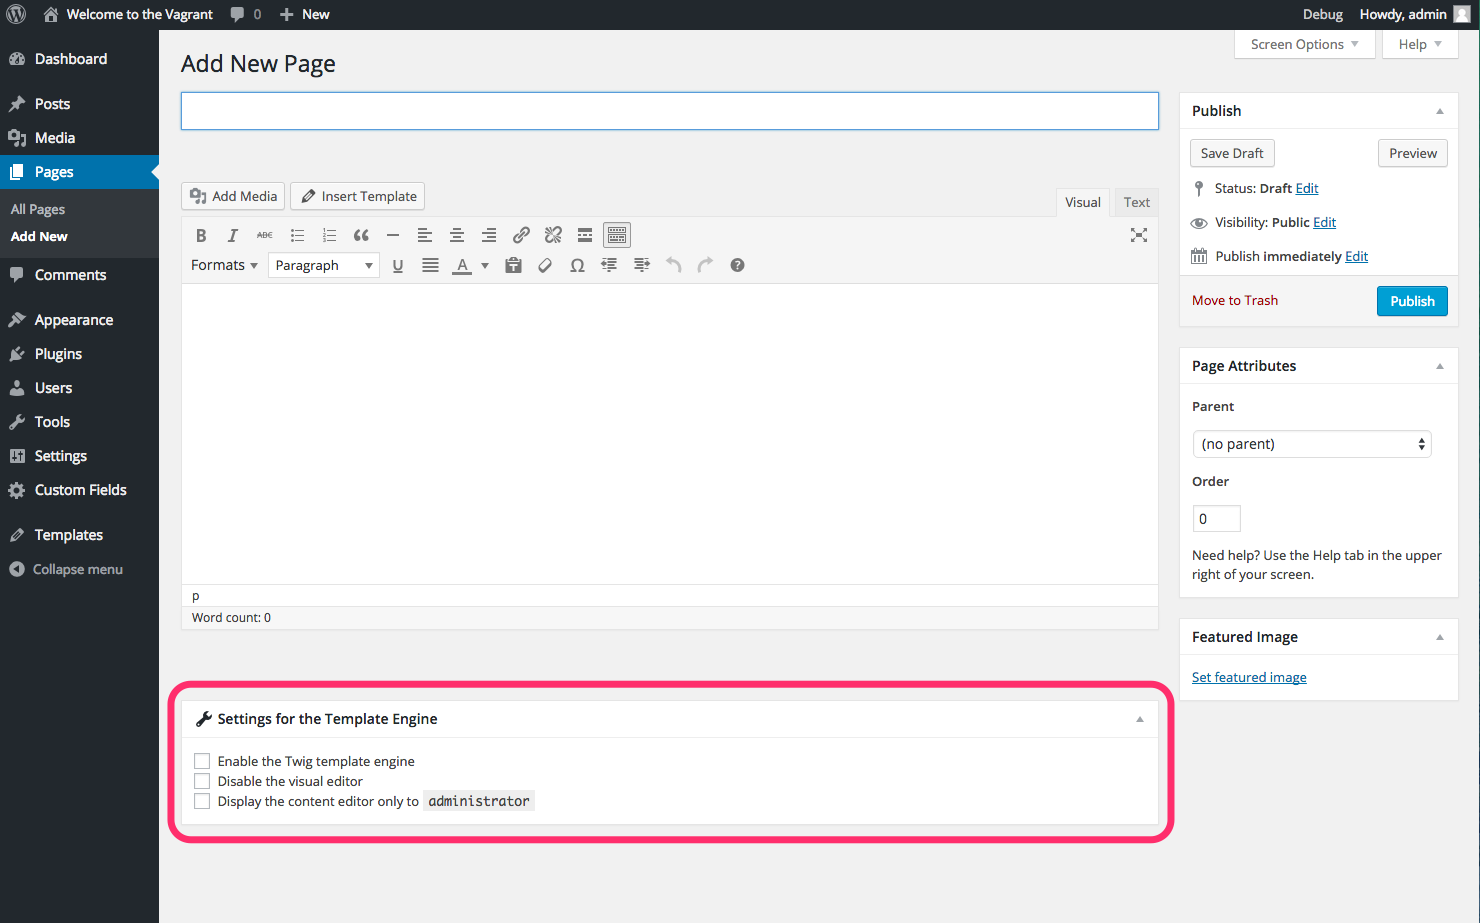 Welcome to the Vagrant 0 New Debug Howdy, admin
Dashboard
Posts
Media
Pages
All Pages
Add New
Comments
Appearance
Plugins
Users
Tools
Settings
Custom Fields
Templates
Collapse menu
Screen Options Help
Add New Page
Add Media Insert Template
Visual Text
B I ABC
Formats Paragraph U A Ω
p
Word count: 0
Settings for the Template Engine
Enable the Twig template engine
Disable the visual editor
Display the content editor only to administrator
Publish
Save Draft Preview
Status: Draft Edit
Visibility: Public Edit
Publish immediately Edit
Move to Trash Publish
Page Attributes
Parent
(no parent)
Order
0
Need help? Use the Help tab in the upper
right of your screen.
Featured Image
Set featured image